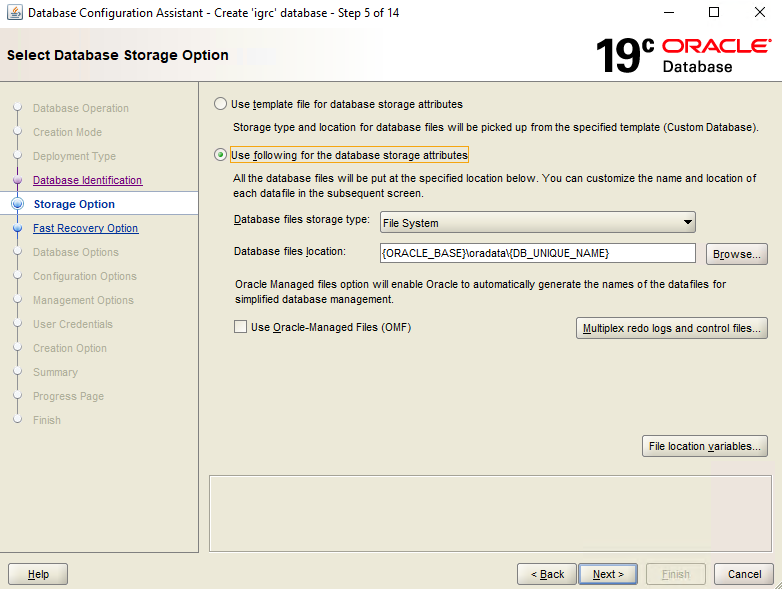 Database Configuration Assistant - Create 'igrc' database - Step 5 of 14
Select Database Storage Option
19c ORACLE
Database
Database Operation
Creation Mode
Deployment Type
Database Identification
Storage Option
Fast Recovery Option
Database Options
Configuration Options
Management Options
User Credentials
Creation Option
Summary
Progress Page
Finish
Use template file for database storage attributes
Storage type and location for database files will be picked up from the specified template (Custom Database).
Use following for the database storage attributes
All the database files will be put at the specified location below. You can customize the name and location of
each datafile in the subsequent screen.
Database files storage type: File System
Database files location: {ORACLE_BASE}\oradata\{DB_UNIQUE_NAME} Browse...
Oracle Managed files option will enable Oracle to automatically generate the names of the datafiles for
simplified database management.
Use Oracle-Managed Files (OMF) Multiplex redo logs and control files...
File location variables...
Help < Back Next > Finish Cancel